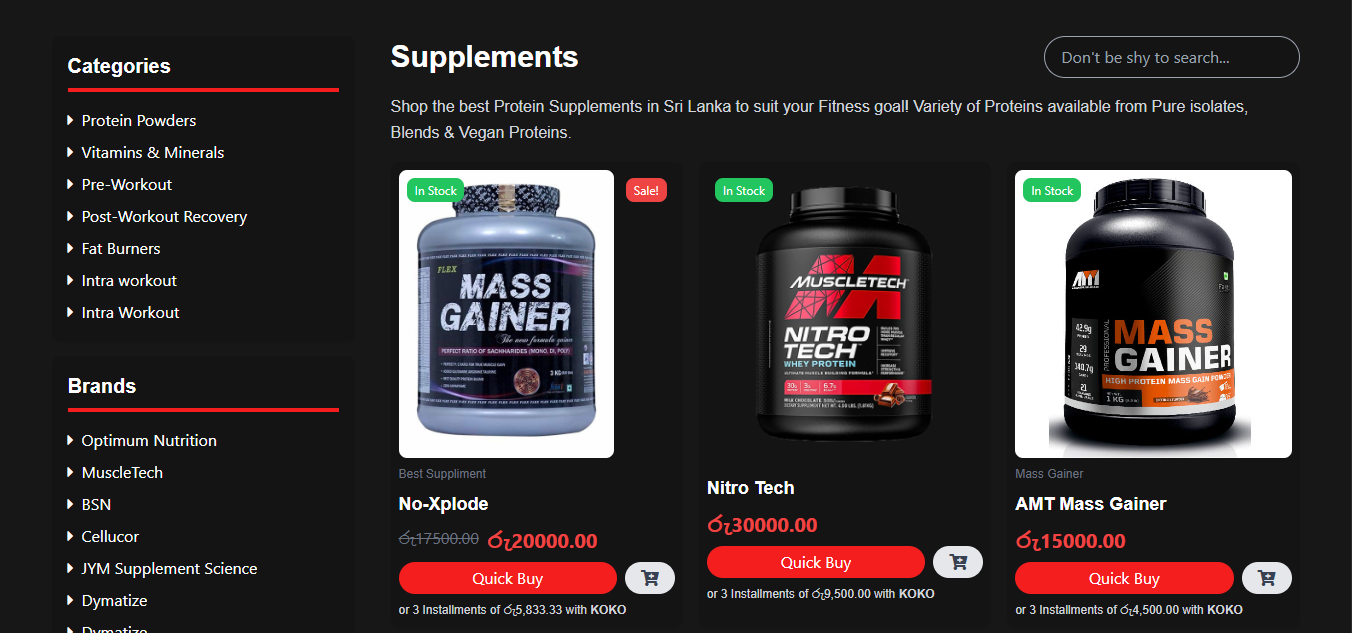 Categories
Protein Powders
Vitamins & Minerals
Pre-Workout
Post-Workout Recovery
Fat Burners
Intra workout
Intra Workout
Brands
Optimum Nutrition
MuscleTech
BSN
Cellucor
JYM Supplement Science
Dymatize
Dymatize
Supplements
Don't be shy to search...
Shop the best Protein Supplements in Sri Lanka to suit your Fitness goal! Variety of Proteins available from Pure isolates,
Blends & Vegan Proteins.
In Stock
Sale!
FLEX
MASS
GAINER
The new formula gainer
PERFECT RATIO OF SACHHARIDES (MONO, DI, POLY)
3 KG
Best Suppliment
No-Xplode
රු17500.00 රු20000.00
Quick Buy
or 3 Installments of රු5,833.33 with KOKO
In Stock
MUSCLETECH
NITRO
TECH
WHEY PROTEIN
ULTIMATE MUSCLE BUILDING FORMULA
30g
3g
6.7g
MILK CHOCOLATE
Nitro Tech
රු30000.00
Quick Buy
or 3 Installments of රු9,500.00 with KOKO
In Stock
AMT
42.9g
29
340.7g
21
PROFESSIONAL
MASS
GAINER
HIGH PROTEIN MASS GAIN POWDER
1 KG
Mass Gainer
AMT Mass Gainer
රු15000.00
Quick Buy
or 3 Installments of රු4,500.00 with KOKO